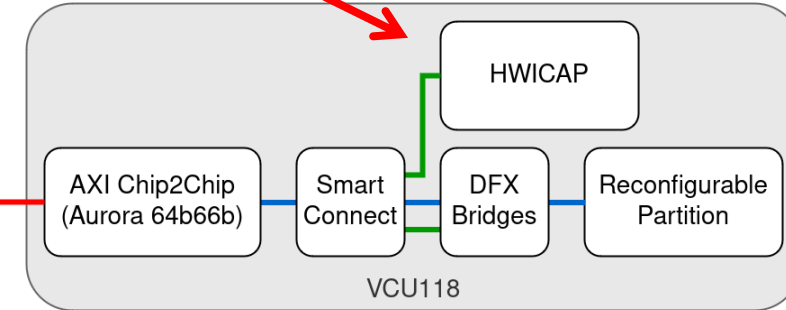 HWICAP
AXI Chip2Chip
(Aurora 64b66b)
Smart
Connect
DFX
Bridges
Reconfigurable
Partition
VCU118